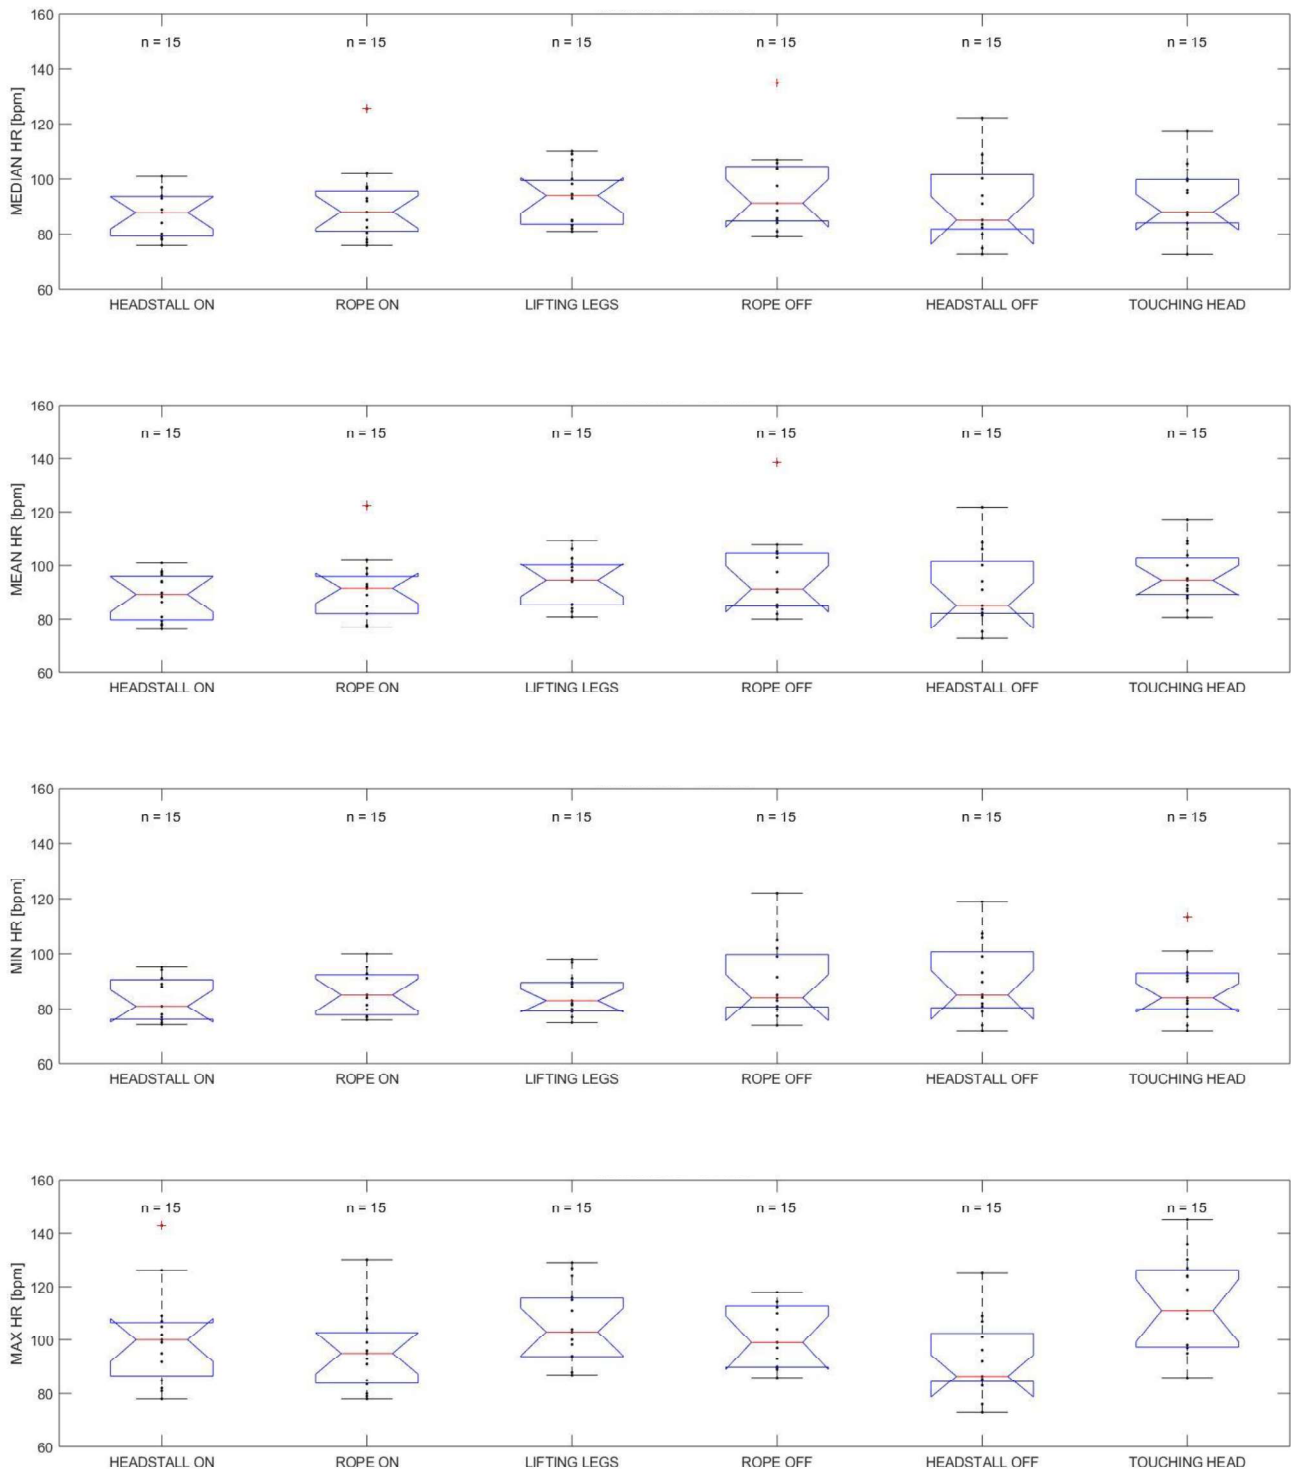 160
n = 15 n = 15 n = 15 n = 15 n = 15 n = 15
140
120
100
80
60
MEDIAN HR [bpm]
HEADSTALL ON ROPE ON LIFTING LEGS ROPE OFF HEADSTALL OFF TOUCHING HEAD
160
n = 15 n = 15 n = 15 n = 15 n = 15 n = 15
140
120
100
80
60
MEAN HR [bpm]
HEADSTALL ON ROPE ON LIFTING LEGS ROPE OFF HEADSTALL OFF TOUCHING HEAD
160
n = 15 n = 15 n = 15 n = 15 n = 15 n = 15
140
120
100
80
60
MIN HR [bpm]
HEADSTALL ON ROPE ON LIFTING LEGS ROPE OFF HEADSTALL OFF TOUCHING HEAD
160
n = 15 n = 15 n = 15 n = 15 n = 15 n = 15
140
120
100
80
60
MAX HR [bpm]
HEADSTALL ON ROPE ON LIFTING LEGS ROPE OFF HEADSTALL OFF TOUCHING HEAD